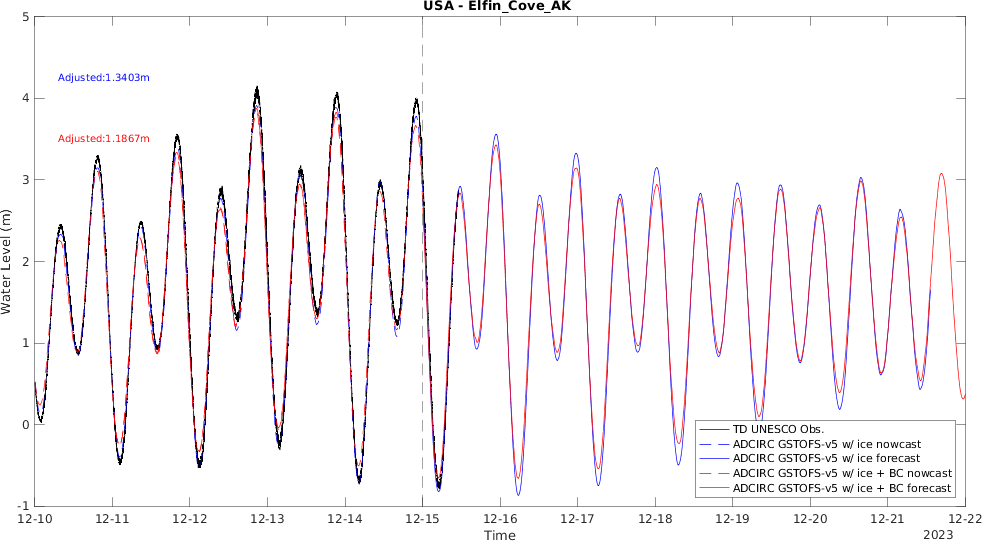 USA - Elfin_Cove_AK
5
4
3
2
1
0
-1
Water Level (m)
Adjusted:1.3403m
Adjusted:1.1867m
TD UNESCO Obs.
ADCIRC GSTOFS-v5 w/ ice nowcast
ADCIRC GSTOFS-v5 w/ ice forecast
ADCIRC GSTOFS-v5 w/ ice + BC nowcast
ADCIRC GSTOFS-v5 w/ ice + BC forecast
12-10 12-11 12-12 12-13 12-14 12-15 12-16 12-17 12-18 12-19 12-20 12-21 12-22
Time
2023